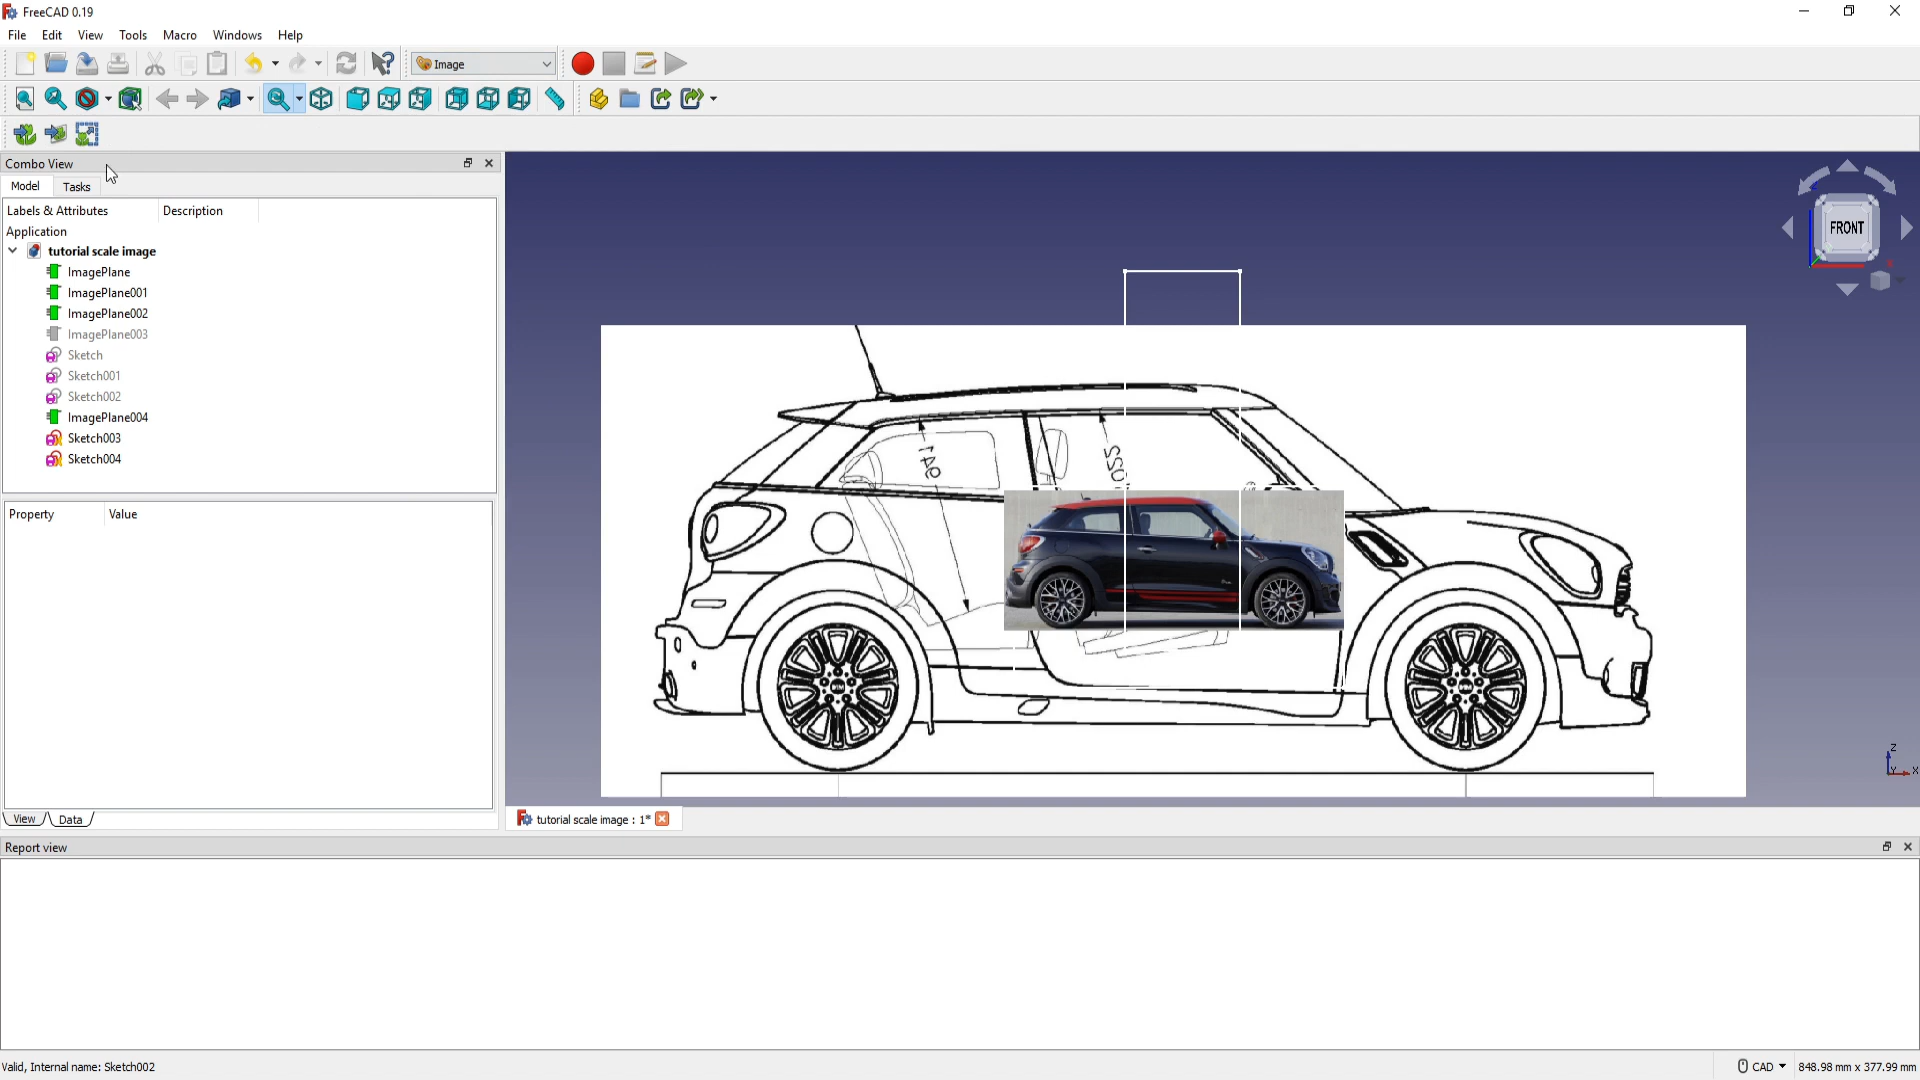 FreeCAD 0.19
File Edit View Tools Macro Windows Help
Image
Combo View
Model Tasks
Labels & Attributes Description
Application
tutorial scale image
ImagePlane
ImagePlane001
ImagePlane002
ImagePlane003
Sketch
Sketch001
Sketch002
ImagePlane004
Sketch003
Sketch004
Property Value
View Data
FRONT
Z
X
tutorial scale image : 1*
Report view
Valid, Internal name: Sketch002
CAD 848.98 mm x 377.99 mm